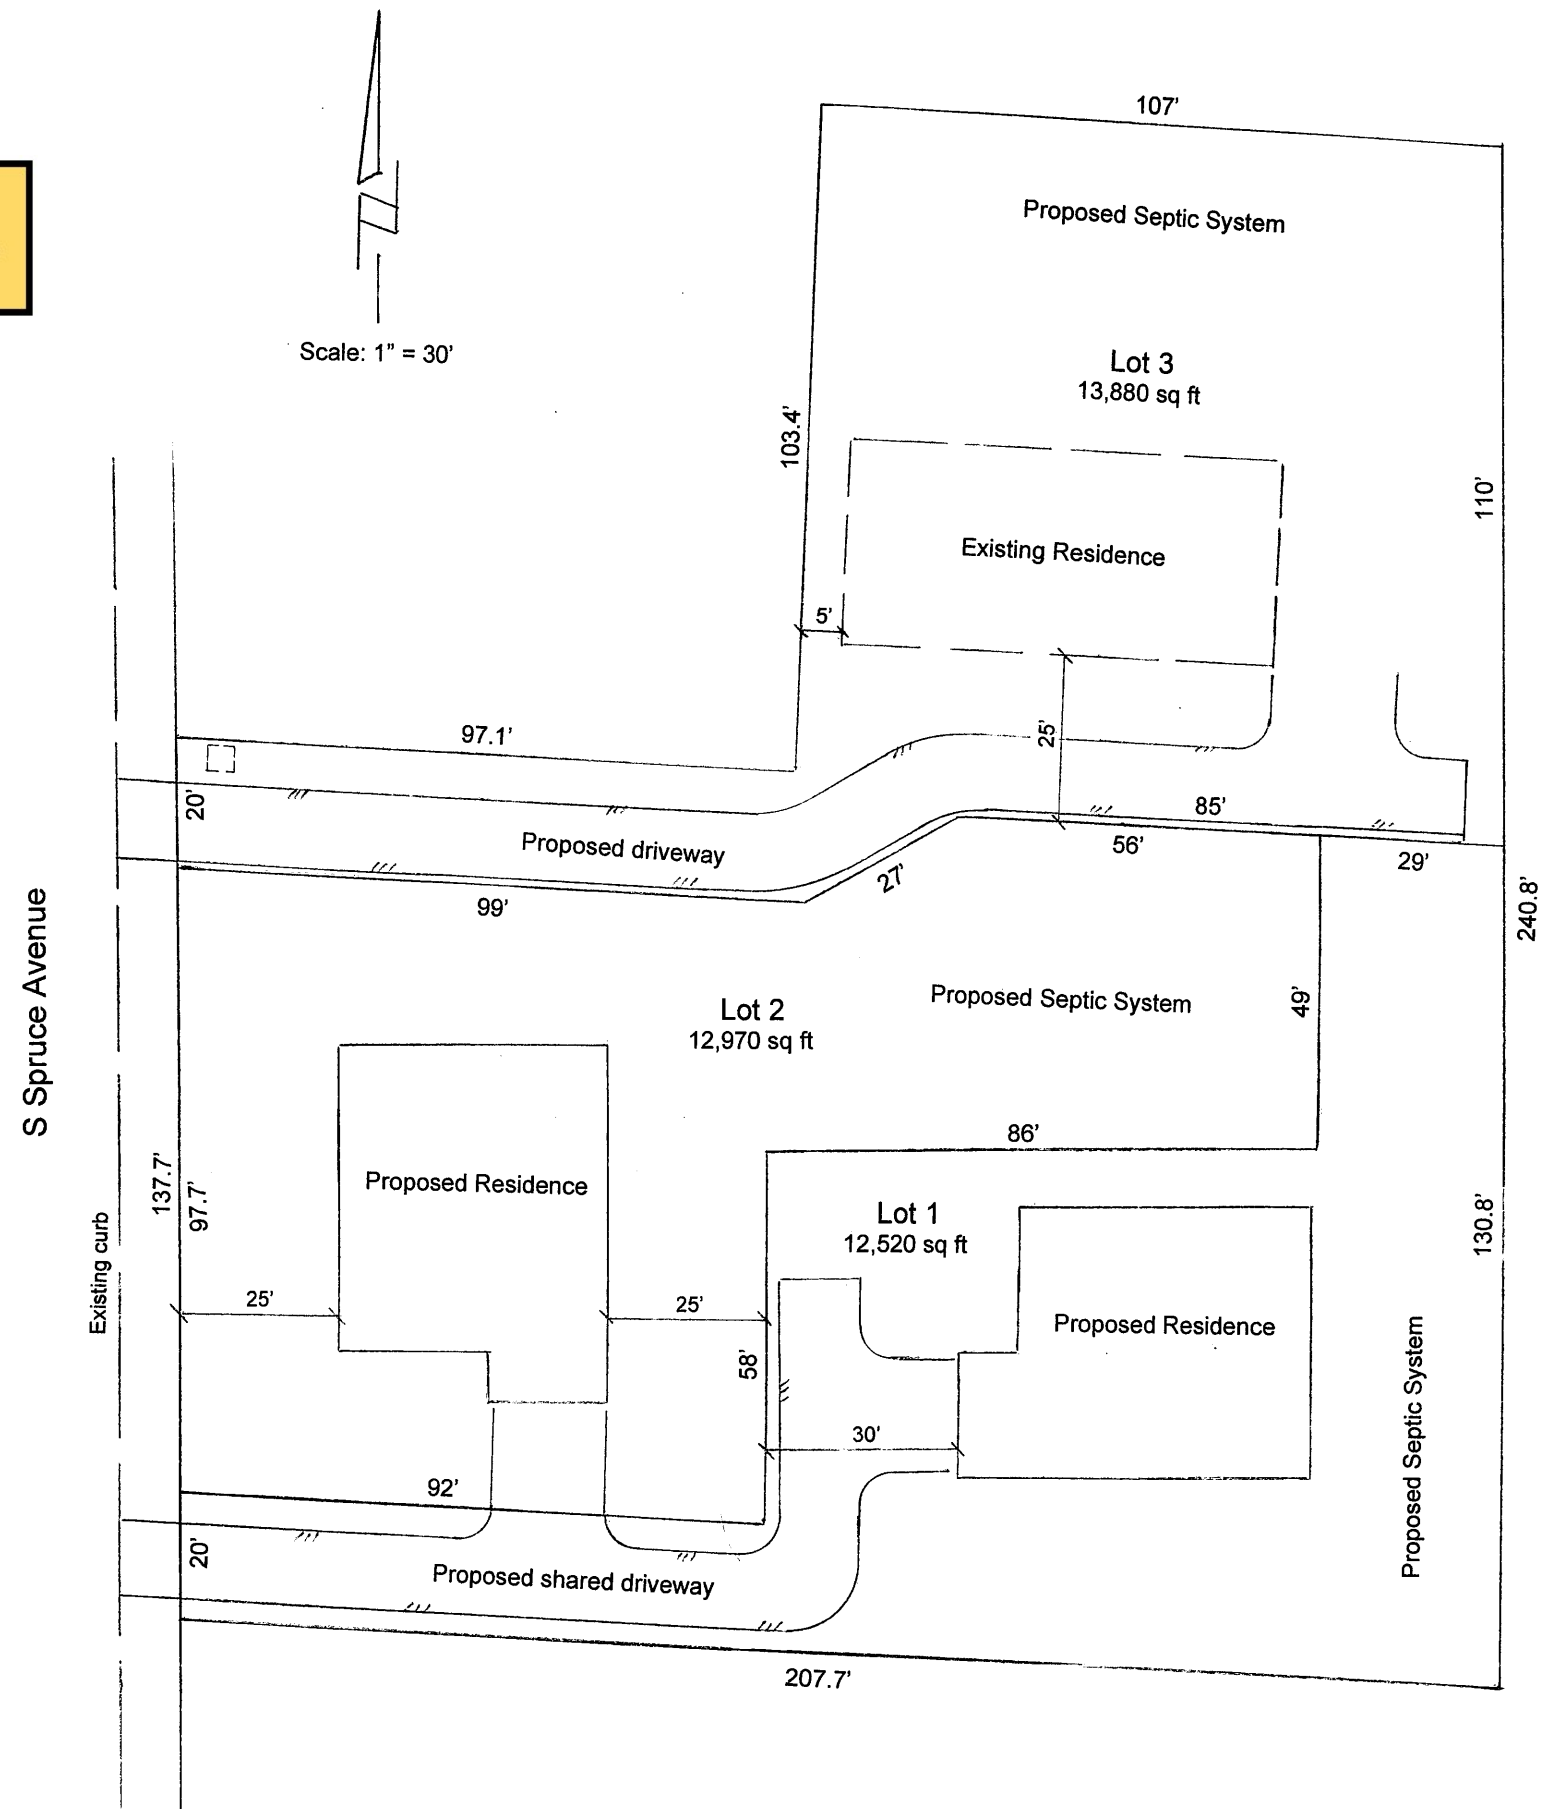 107’
Proposed Septic System
Scale: 1” = 30’
Lot 3
13,880 sq ft
103.4’
110’
Existing Residence
5’
97.1’
25’
20’
85’
Proposed driveway
56’
29’
27’
99’
240.8’
S Spruce Avenue
Lot 2
12,970 sq ft
Proposed Septic System
49’
86’
137.7’
97.7’
Proposed Residence
Lot 1
12,520 sq ft
130.8’
Existing curb
25’
25’
Proposed Residence
58’
30’
Proposed Septic System
92’
20’
Proposed shared driveway
207.7’